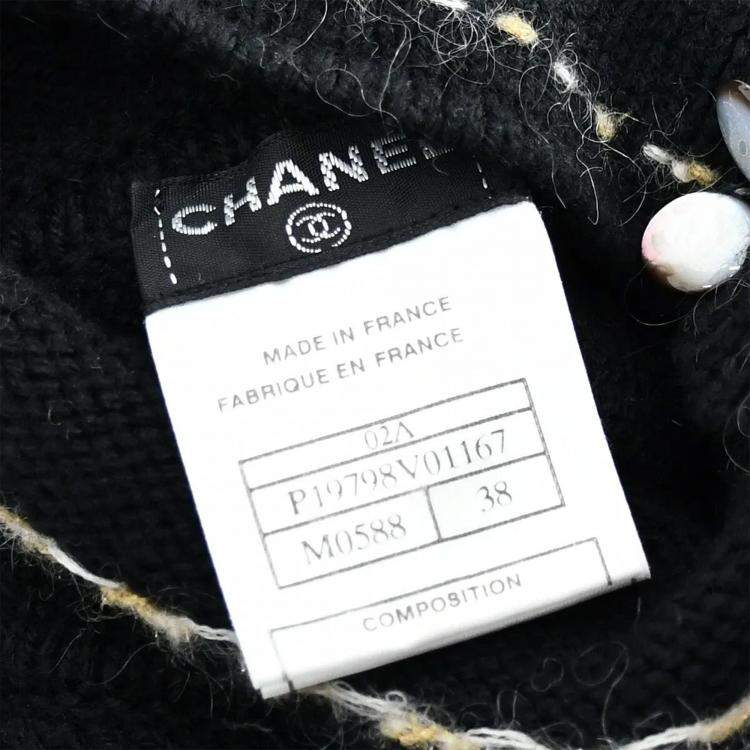 CHANEL
MADE IN FRANCE
FABRIQUE EN FRANCE
02A
P19798V01167
M0588 38
COMPOSITION